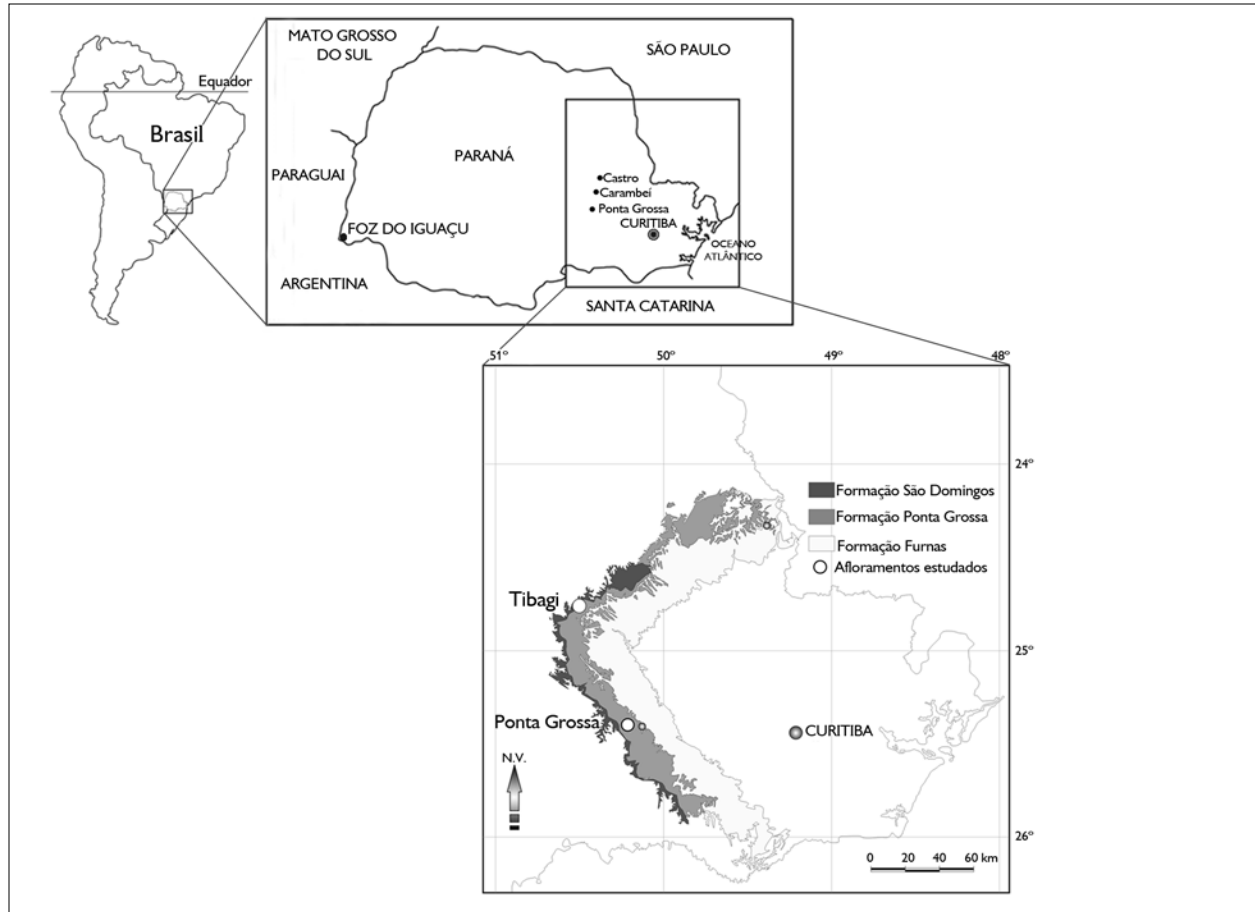 Equador
Brasil
MATO GROSSO
DO SUL
SÃO PAULO
PARANÁ
PARAGUAI
Castro
Carambeí
Ponta Grossa
CURITIBA
FOZ DO IGUAÇU
OCEANO
ATLÂNTICO
ARGENTINA
SANTA CATARINA
51º
50º
49º
48º
24º
Formação São Domingos
Formação Ponta Grossa
Formação Furnas
Afloramentos estudados
Tibagi
25º
Ponta Grossa
CURITIBA
N.V.
26º
0 20 40 60 km